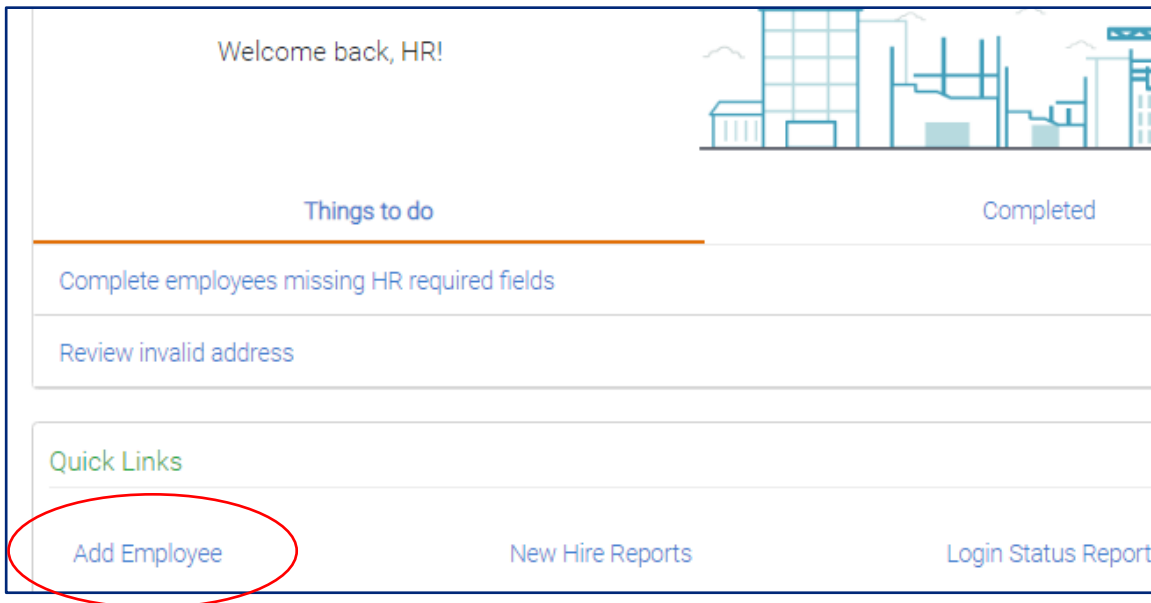 Welcome back, HR!
Things to do
Completed
Complete employees missing HR required fields
Review invalid address
Quick Links
Add Employee
New Hire Reports
Login Status Report